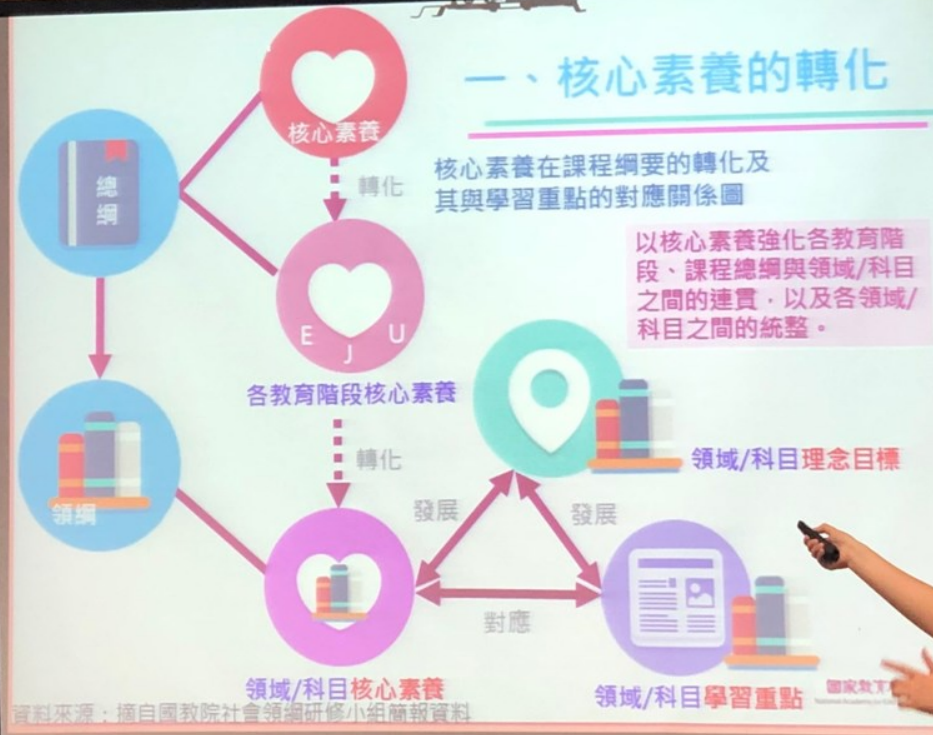 一、核心素養的轉化
核心素養在課程綱要的轉化及
其與學習重點的對應關係圖
以核心素養強化各教育階
段、課程總綱與領域/科目
之間的連貫，以及各領域/
科目之間的統整。
核心素養
總
綱
轉化
E J U
各教育階段核心素養
轉化
領綱
領域/科目理念目標
發展
發展
對應
領域/科目核心素養
領域/科目學習重點
國家教育
National Academy for
資料來源：摘自國教院社會領綱研修小組簡報資料